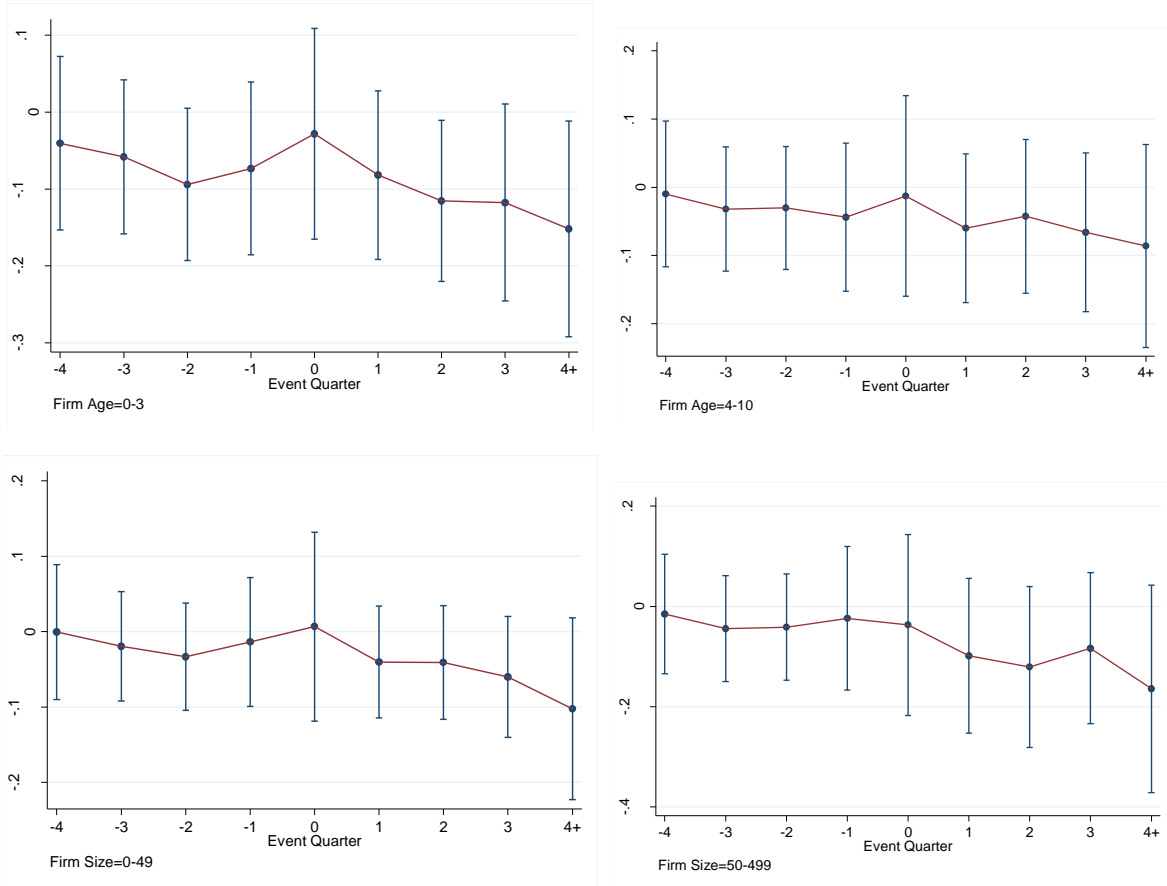 .1
0
-.1
-.2
-.3
-4 -3 -2 -1 0 1 2 3 4+
Event Quarter
Firm Age=0-3
.2
.1
0
-.1
-.2
-4 -3 -2 -1 0 1 2 3 4+
Event Quarter
Firm Age=4-10
.2
.1
0
-.1
-.2
-4 -3 -2 -1 0 1 2 3 4+
Event Quarter
Firm Size=0-49
.2
0
-.2
-.4
-4 -3 -2 -1 0 1 2 3 4+
Event Quarter
Firm Size=50-499